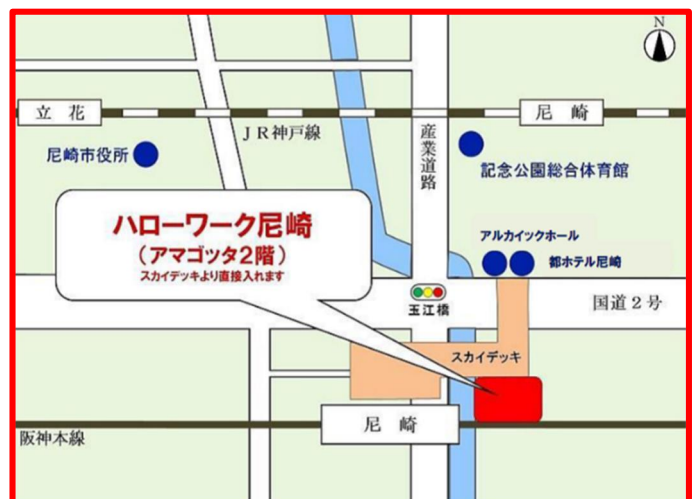 N
立花
尼崎
JR神戸線
尼崎市役所
産業道路
記念公園総合体育館
ハローワーク尼崎
(アマゴッタ2階)
スカイデッキより直接入れます
アルカイックホール
都ホテル尼崎
玉江橋
国道2号
スカイデッキ
尼崎
阪神本線